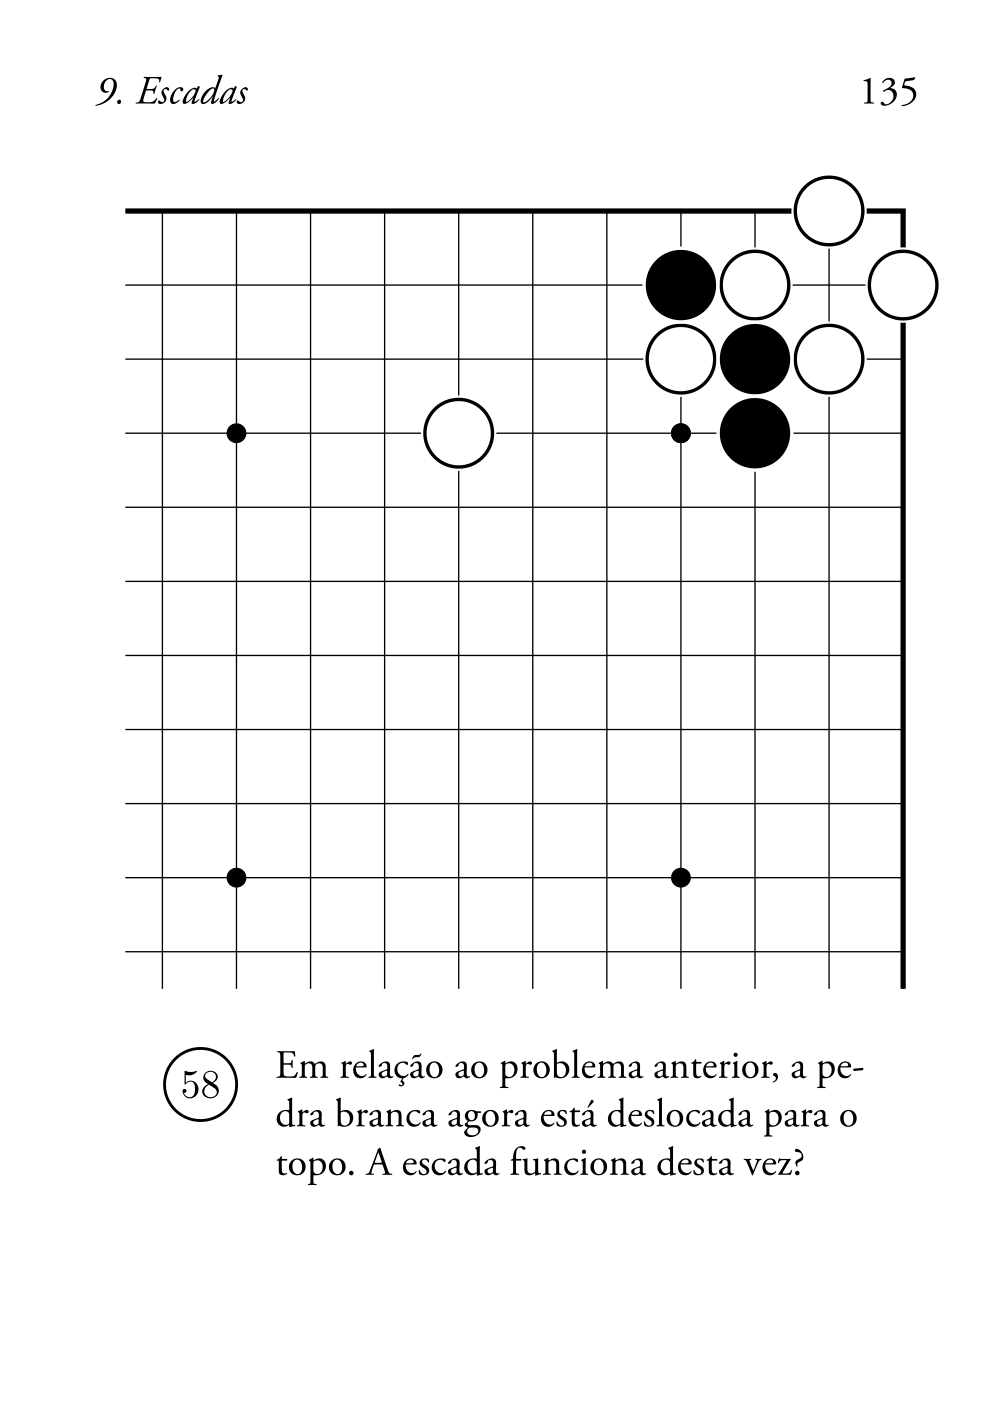 9. Escadas 135
58 Em relação ao problema anterior, a pe-
dra branca agora está deslocada para o
topo. A escada funciona desta vez?